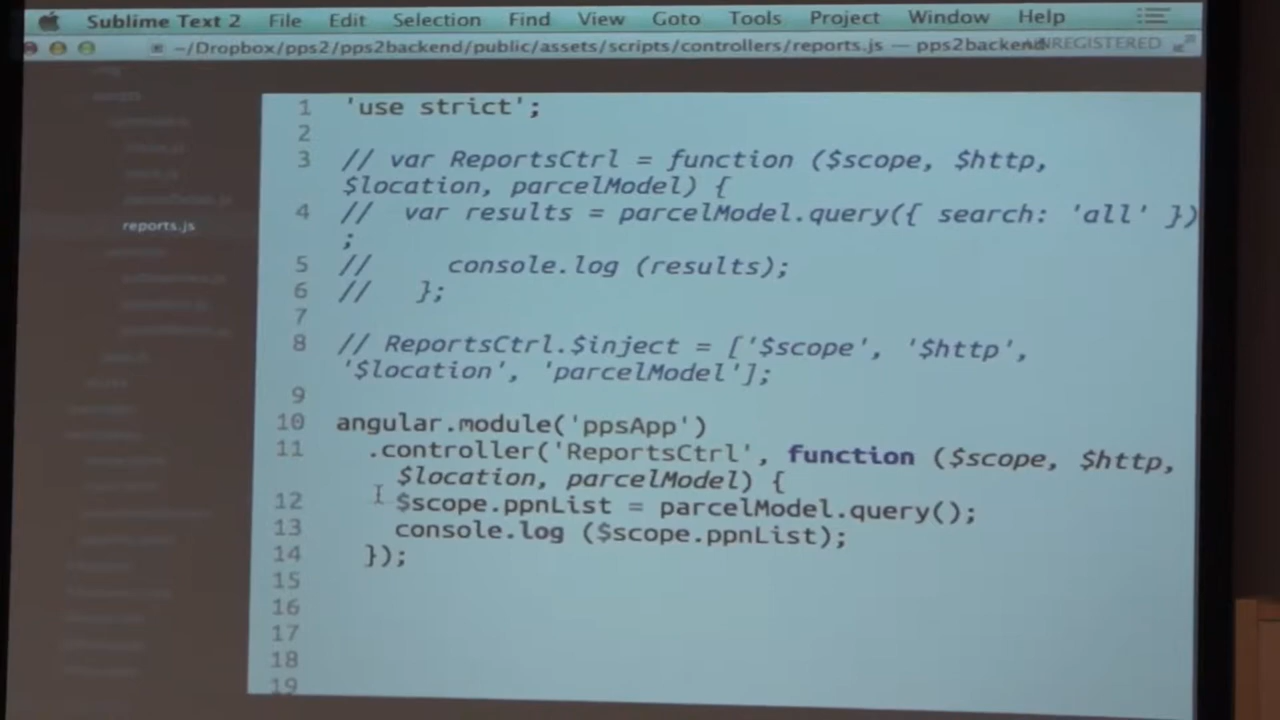 Sublime Text 2 File Edit Selection Find View Goto Tools Project Window Help
~/Dropbox/pps2/pps2backend/public/assets/scripts/controllers/reports.js — pps2backend UNREGISTERED
reports.js
1 'use strict';
2
3 // var ReportsCtrl = function ($scope, $http,
$location, parcelModel) {
4 // var results = parcelModel.query({ search: 'all' })
;
5 // console.log (results);
6 // };
7
8 // ReportsCtrl.$inject = ['$scope', '$http',
'$location', 'parcelModel'];
9
10 angular.module('ppsApp')
11 .controller('ReportsCtrl', function ($scope, $http,
$location, parcelModel) {
12 $scope.ppnList = parcelModel.query();
13 console.log ($scope.ppnList);
14 });
15
16
17
18
19